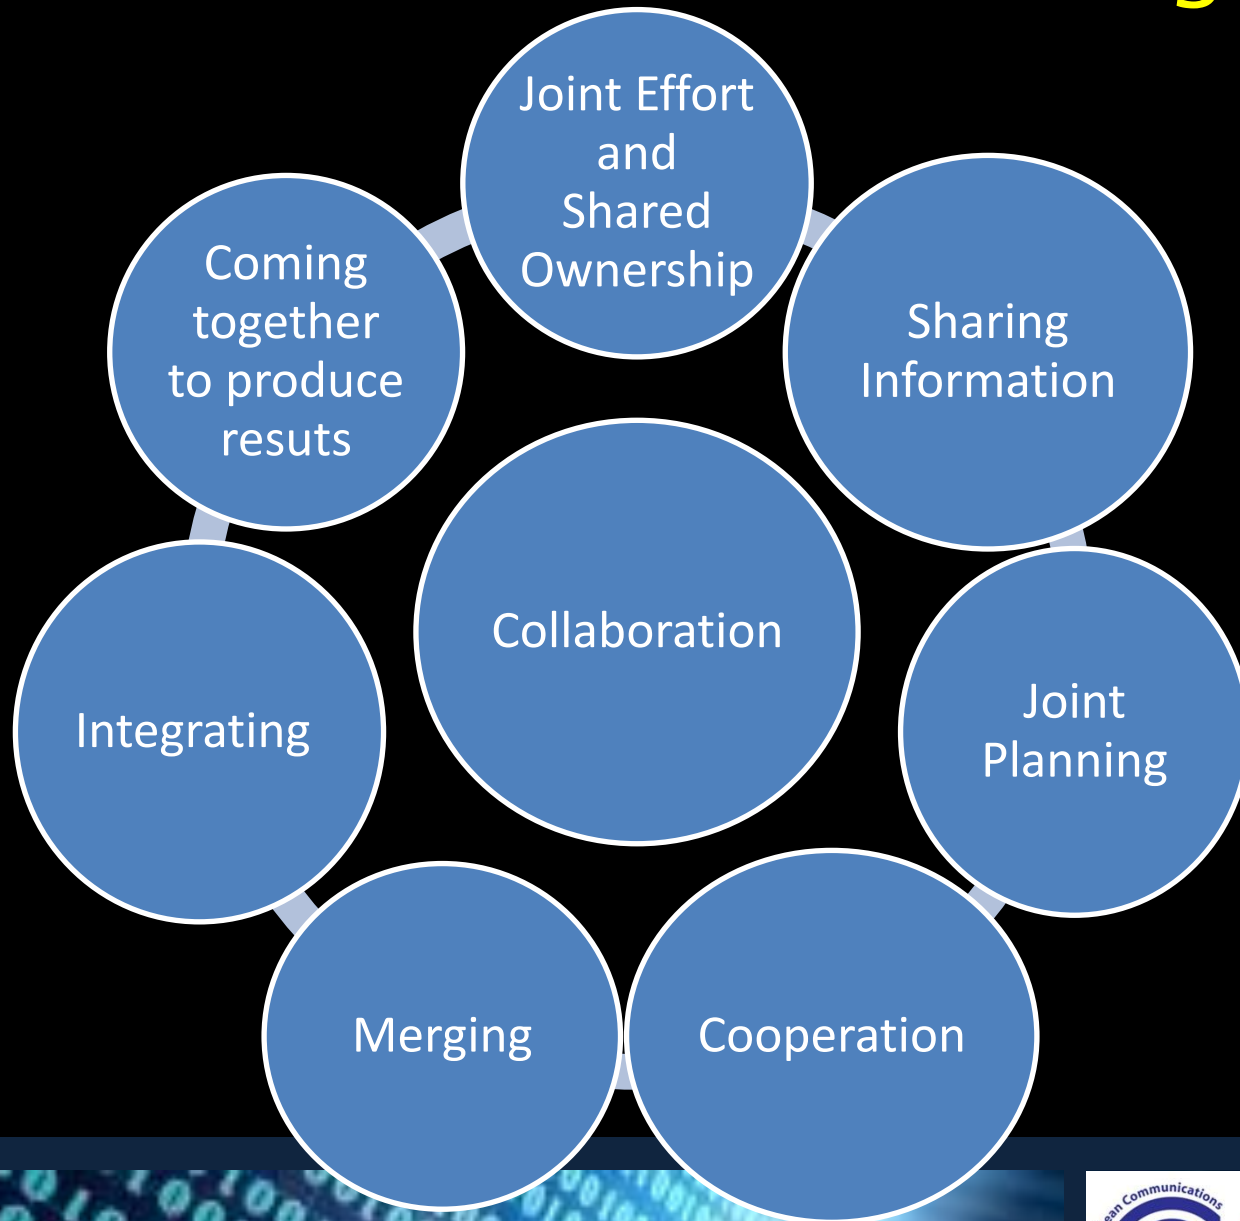 Joint Effort
and
Shared
Ownership
Sharing
Information
Joint
Planning
Cooperation
Merging
Integrating
Coming
together
to produce
resuts
Collaboration
Communications